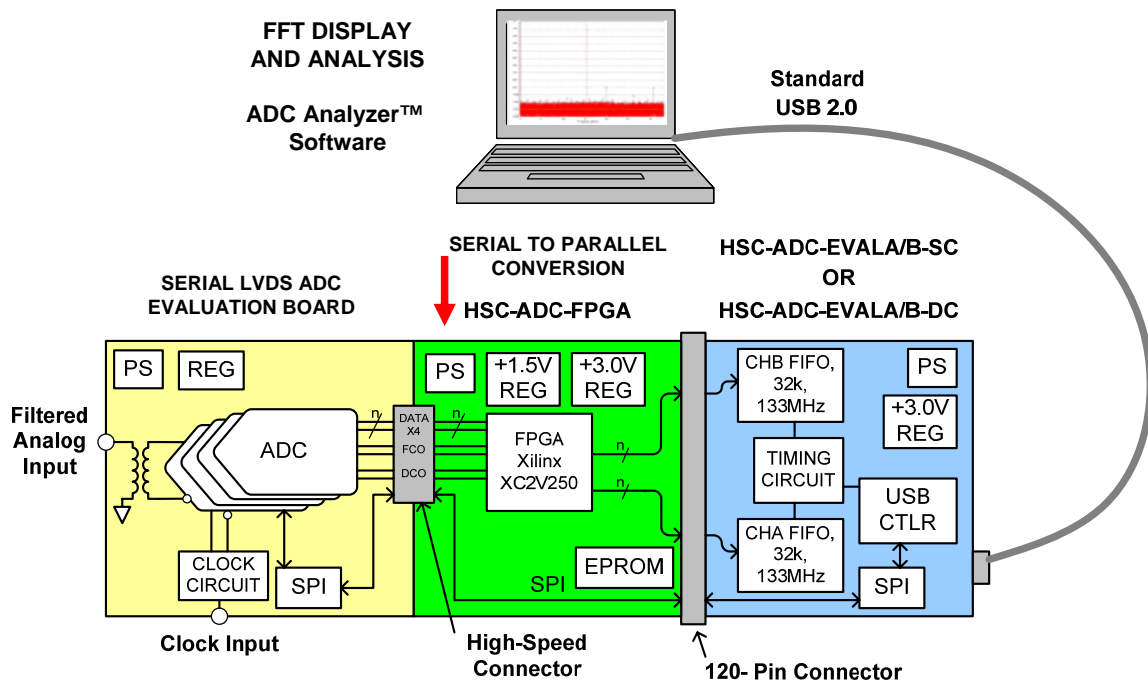 FFT DISPLAY
AND ANALYSIS
ADC Analyzer™
Software
Standard
USB 2.0
SERIAL LVDS ADC
EVALUATION BOARD
SERIAL TO PARALLEL
CONVERSION
HSC-ADC-FPGA
HSC-ADC-EVALA/B-SC
OR
HSC-ADC-EVALA/B-DC
PS
REG
Filtered
Analog
Input
ADC
n
CLOCK
CIRCUIT
SPI
Clock Input
DATA
X4
FCO
DCO
High-Speed
Connector
PS
+1.5V
REG
+3.0V
REG
n
FPGA
Xilinx
XC2V250
n
n
EPROM
SPI
120- Pin Connector
CHB FIFO,
32k,
133MHz
TIMING
CIRCUIT
CHA FIFO,
32k,
133MHz
PS
+3.0V
REG
USB
CTLR
SPI